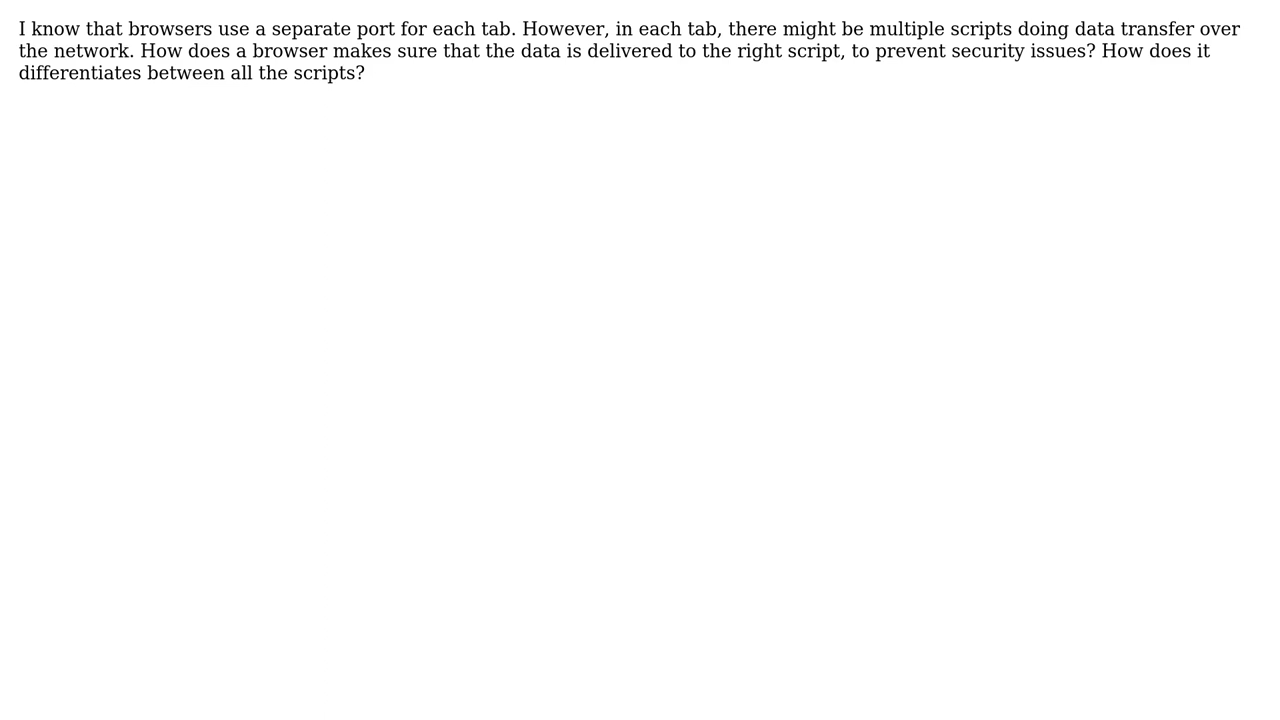 I know that browsers use a separate port for each tab. However, in each tab, there might be multiple scripts doing data transfer over
the network. How does a browser makes sure that the data is delivered to the right script, to prevent security issues? How does it
differentiates between all the scripts?